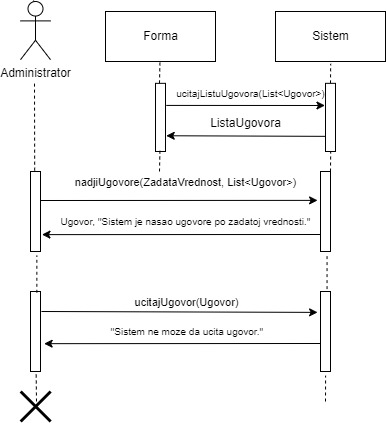 Forma
Sistem
Administrator
ucitajListuUgovora(List<Ugovor>)
ListaUgovora
nadjiUgovore(ZadataVrednost, List<Ugovor>)
Ugovor, "Sistem je nasao ugovore po zadatoj vrednosti."
ucitajUgovor(Ugovor)
"Sistem ne moze da ucita ugovor."